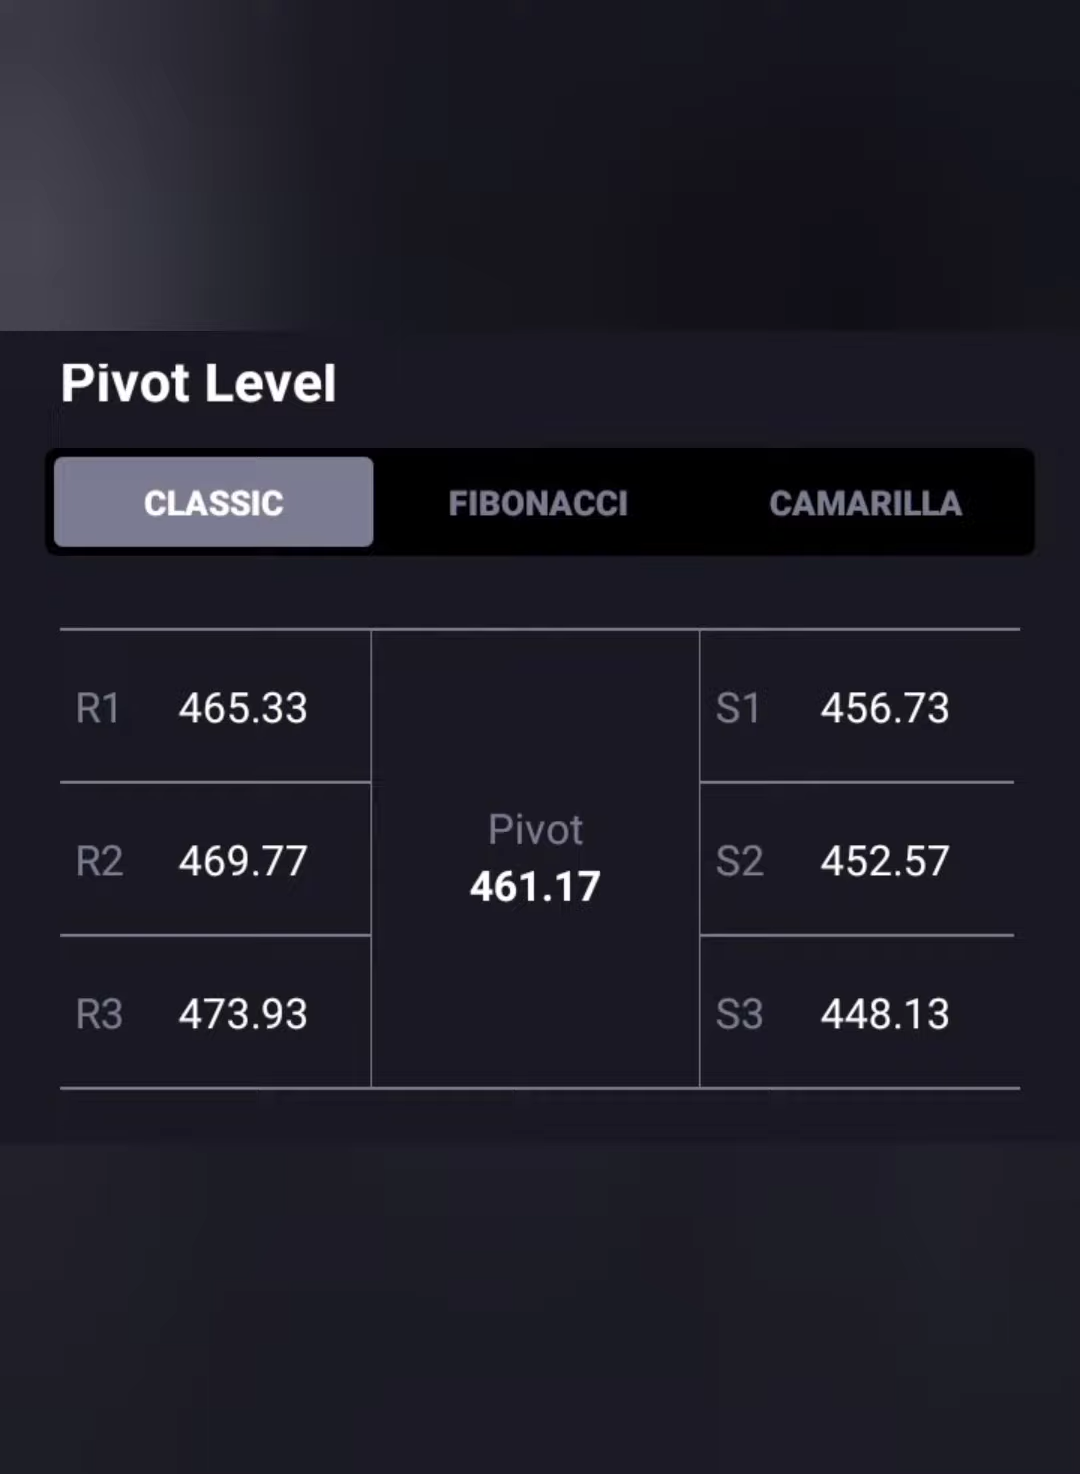 Pivot Level
CLASSIC FIBONACCI CAMARILLA
R1 465.33
R2 469.77
R3 473.93
Pivot
461.17
S1 456.73
S2 452.57
S3 448.13